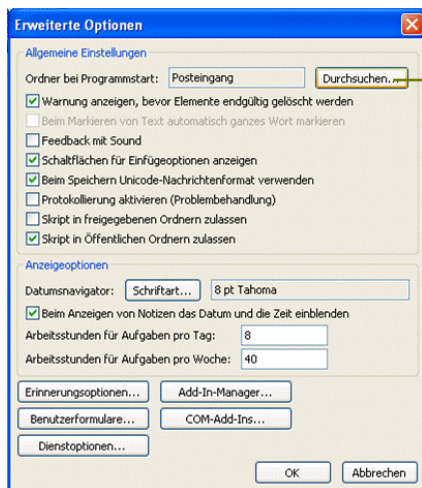 Erweiterte Optionen
Allgemeine Einstellungen
Ordner bei Programmstart: Posteingang Durchsuchen...
Warnung anzeigen, bevor Elemente endgültig gelöscht werden
Beim Markieren von Text automatisch ganzes Wort markieren
Feedback mit Sound
Schaltflächen für Einfügeoptionen anzeigen
Beim Speichern Unicode-Nachrichtenformat verwenden
Protokollierung aktivieren (Problembehandlung)
Skript in freigegebenen Ordnern zulassen
Skript in Öffentlichen Ordnern zulassen
Anzeigeoptionen
Datumsnavigator: Schriftart... 8 pt Tahoma
Beim Anzeigen von Notizen das Datum und die Zeit einblenden
Arbeitsstunden für Aufgaben pro Tag: 8
Arbeitsstunden für Aufgaben pro Woche: 40
Erinnerungsoptionen... Add-In-Manager...
Benutzerformulare... COM-Add-Ins...
Dienstoptionen...
OK Abbrechen